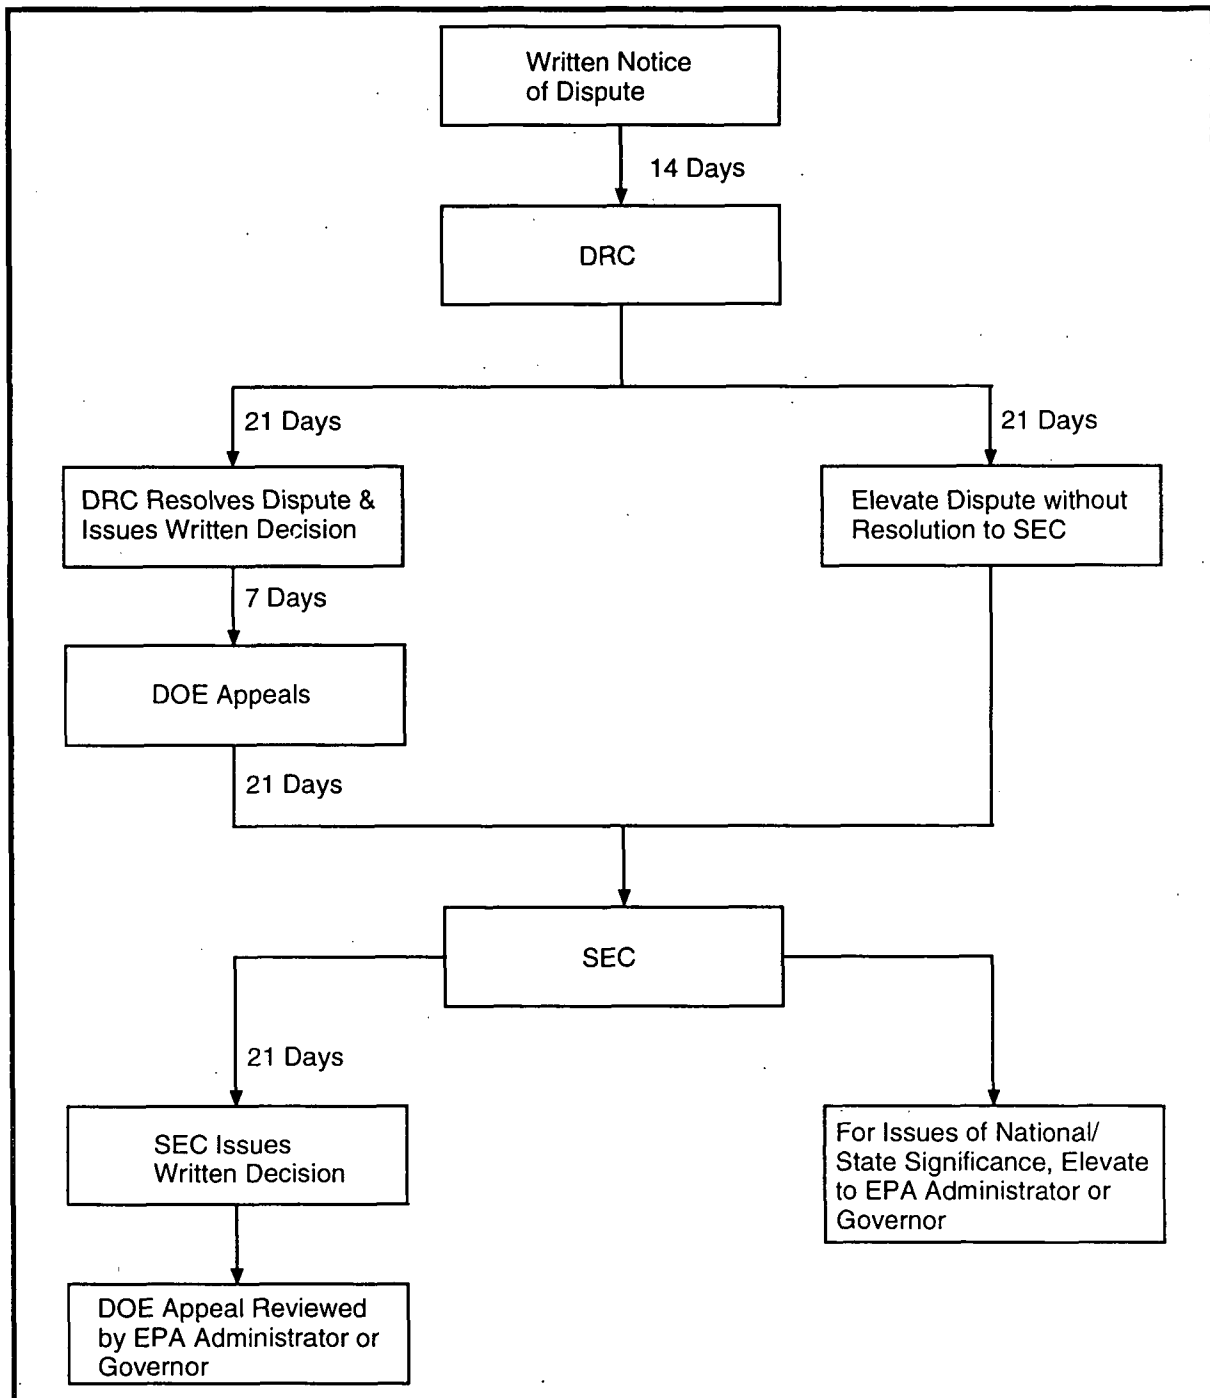 Written Notice
of Dispute
14 Days
DRC
21 Days
21 Days
DRC Resolves Dispute &
Issues Written Decision
Elevate Dispute without
Resolution to SEC
7 Days
DOE Appeals
21 Days
SEC
21 Days
SEC Issues
Written Decision
For Issues of National/
State Significance, Elevate
to EPA Administrator or
Governor
DOE Appeal Reviewed
by EPA Administrator or
Governor